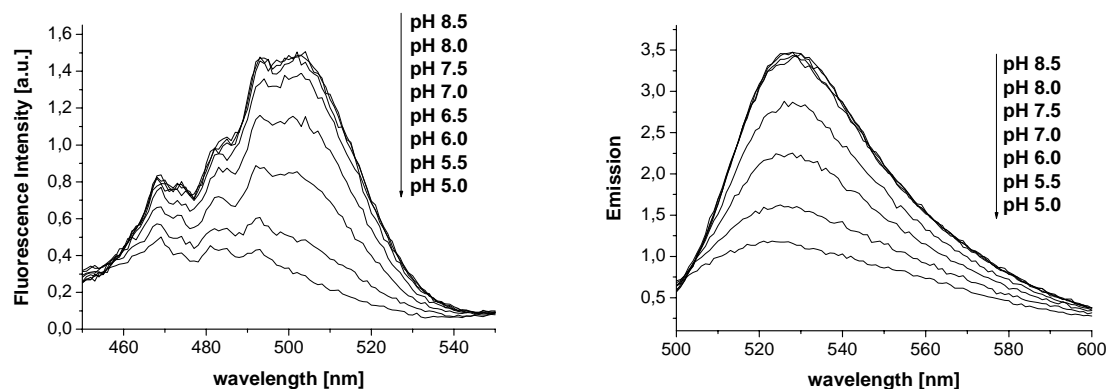 Fluorescence Intensity [a.u.]
1,6
1,4
1,2
1,0
0,8
0,6
0,4
0,2
0,0
460
480
500
520
540
wavelength [nm]
pH 8.5
pH 8.0
pH 7.5
pH 7.0
pH 6.5
pH 6.0
pH 5.5
pH 5.0
Emission
3,5
3,0
2,5
2,0
1,5
1,0
0,5
500
520
540
560
580
600
wavelength [nm]
pH 8.5
pH 8.0
pH 7.5
pH 7.0
pH 6.0
pH 5.5
pH 5.0